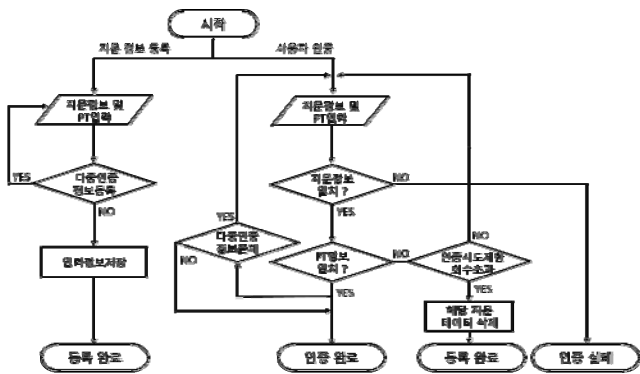 시작
지문 정보 등록
사용자 인증
지문정보 및
PT입력
지문정보 및
PT입력
YES
다중인증
정보등록
NO
지문정보
일치 ?
NO
YES
YES
다중인증
정보문제
NO
입력정보저장
PT정보
일치 ?
NO
YES
NO
인증시도제한
회수초과
YES
해당 지문
데이터 삭제
등록 완료
인증 완료
등록 완료
인증 실패